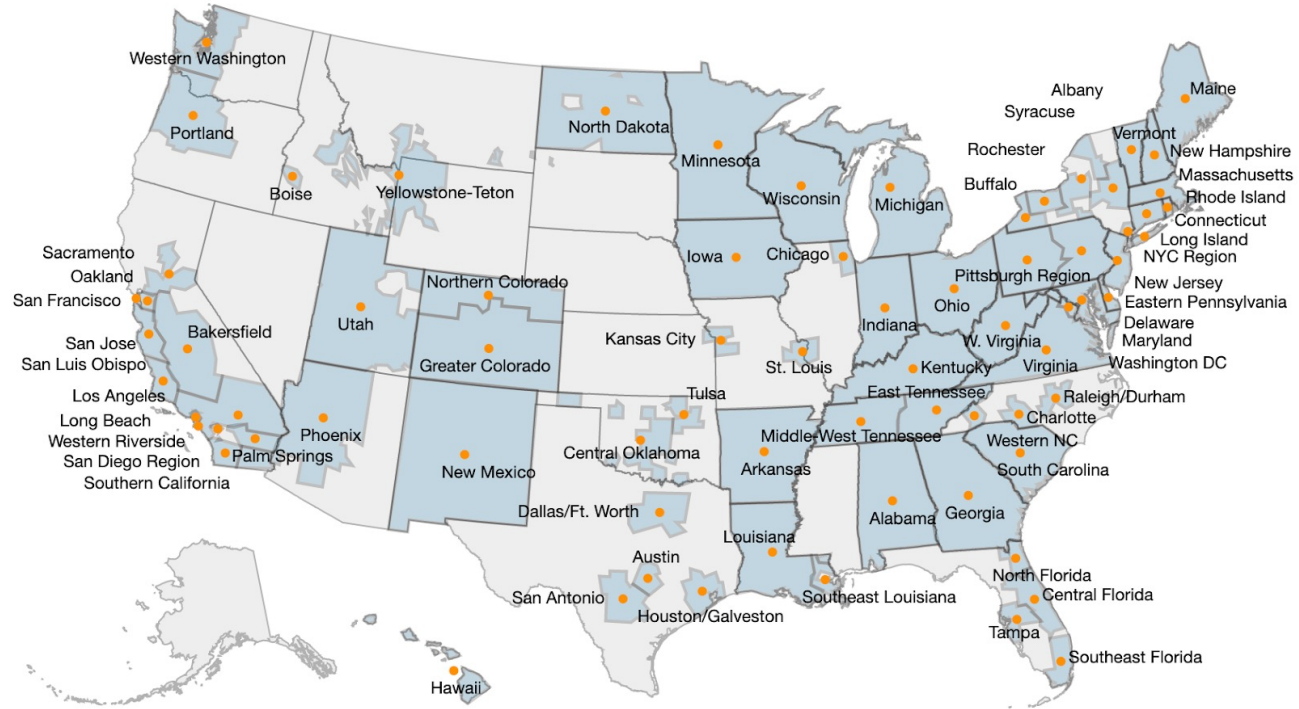 Western Washington
Portland
Boise
Yellowstone-Teton
North Dakota
Minnesota
Wisconsin
Michigan
Iowa
Chicago
Albany
Syracuse
Rochester
Buffalo
Vermont
Maine
New Hampshire
Massachusetts
Rhode Island
Connecticut
Long Island
NYC Region
New Jersey
Eastern Pennsylvania
Delaware
Maryland
Washington DC
Pittsburgh Region
Ohio
Indiana
W. Virginia
Virginia
Kentucky
Sacramento
Oakland
San Francisco
San Jose
San Luis Obispo
Bakersfield
Los Angeles
Long Beach
Western Riverside
San Diego Region
Southern California
Palm Springs
Utah
Northern Colorado
Greater Colorado
Kansas City
St. Louis
Phoenix
New Mexico
Tulsa
Central Oklahoma
Arkansas
East Tennessee
Middle-West Tennessee
Raleigh/Durham
Charlotte
Western NC
South Carolina
Dallas/Ft. Worth
Austin
San Antonio
Houston/Galveston
Louisiana
Southeast Louisiana
Alabama
Georgia
North Florida
Central Florida
Tampa
Southeast Florida
Hawaii